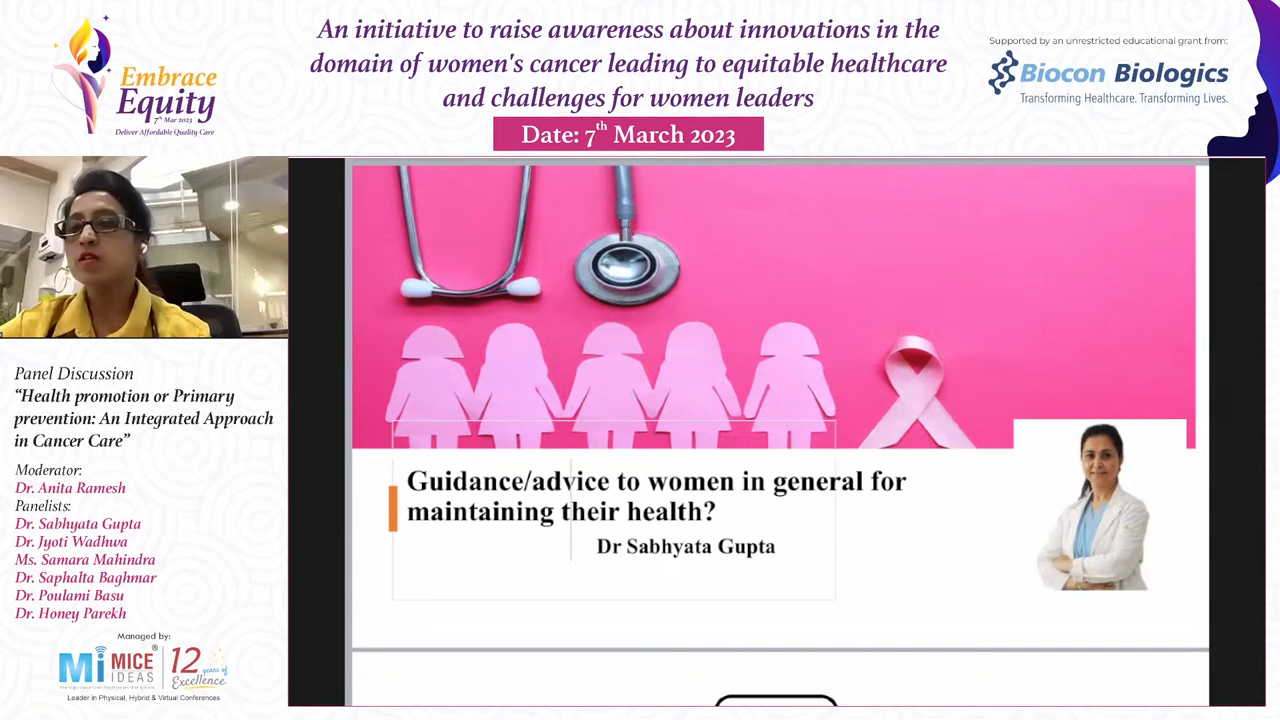 An initiative to raise awareness about innovations in the
domain of women's cancer leading to equitable healthcare
and challenges for women leaders
Date: 7th March 2023
Embrace
Equity
7th Mar 2023
Deliver Affordable Quality Care
Supported by an unrestricted educational grant from:
Biocon Biologics
Transforming Healthcare. Transforming Lives.
Panel Discussion
“Health promotion or Primary
prevention: An Integrated Approach
in Cancer Care”
Moderator:
Dr. Anita Ramesh
Panelists:
Dr. Sabhyata Gupta
Dr. Jyoti Wadhwa
Ms. Samara Mahindra
Dr. Saphalta Baghmar
Dr. Poulami Basu
Dr. Honey Parekh
Managed by:
Mi MICE ® IDEAS
12 years of Excellence
Leader in Physical, Hybrid & Virtual Conferences
Guidance/advice to women in general for
maintaining their health?
Dr Sabhyata Gupta